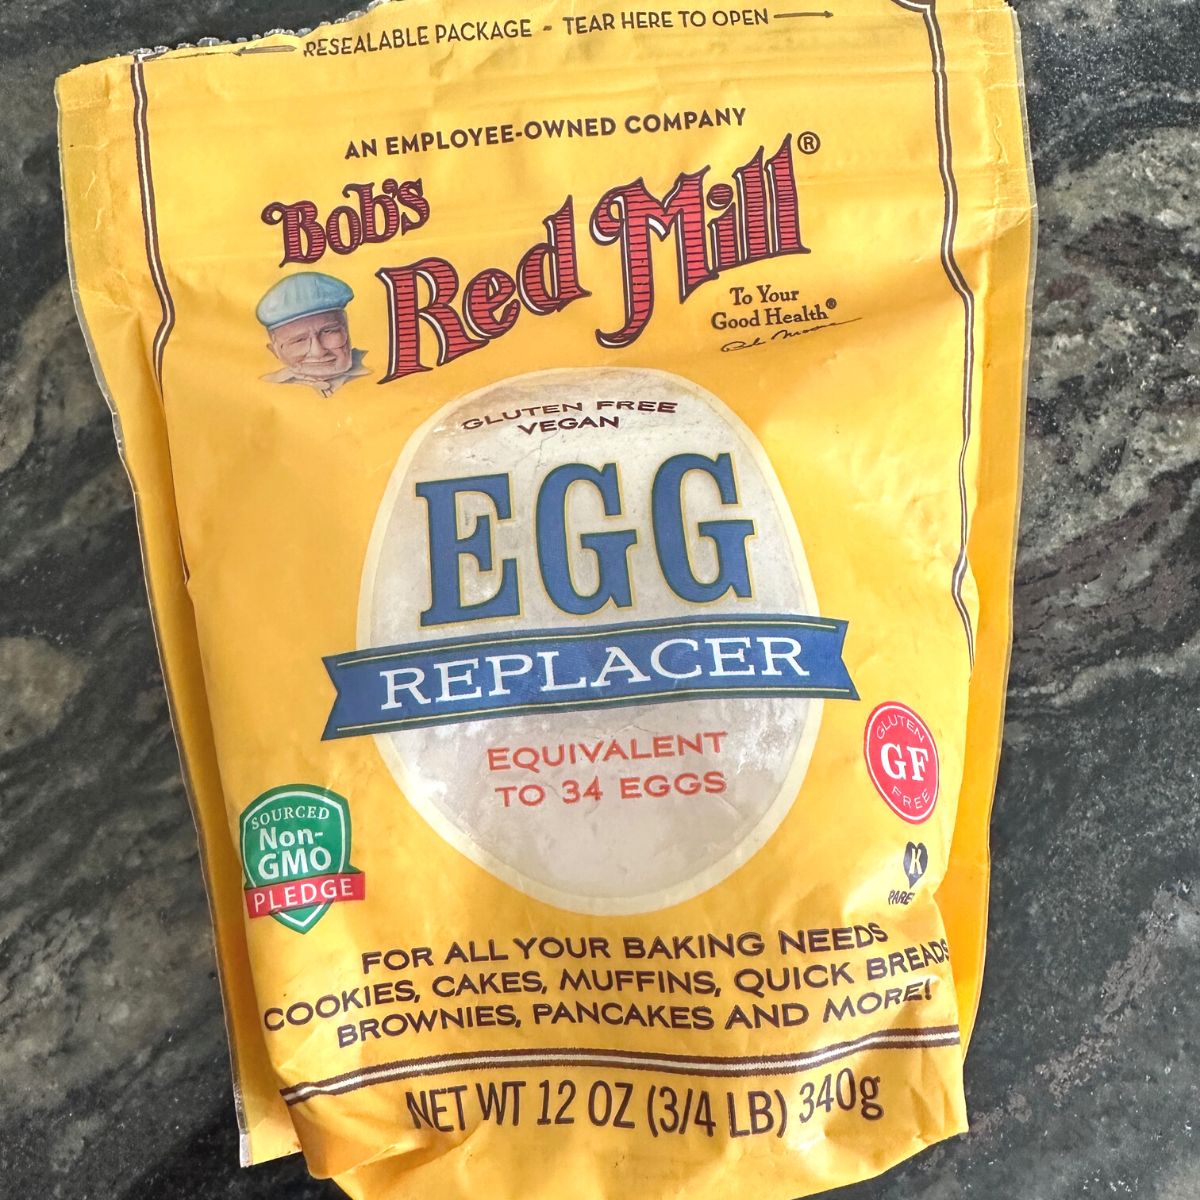 RESEALABLE PACKAGE - TEAR HERE TO OPEN
AN EMPLOYEE-OWNED COMPANY
Bob's
Red Mill®
To Your
Good Health®
GLUTEN FREE
VEGAN
EGG
REPLACER
EQUIVALENT
TO 34 EGGS
GLUTEN
GF
FREE
SOURCED
Non-
GMO
PLEDGE
K
PARE
FOR ALL YOUR BAKING NEEDS
COOKIES, CAKES, MUFFINS, QUICK BREADS
BROWNIES, PANCAKES AND MORE!
NET WT 12 OZ (3/4 LB) 340g